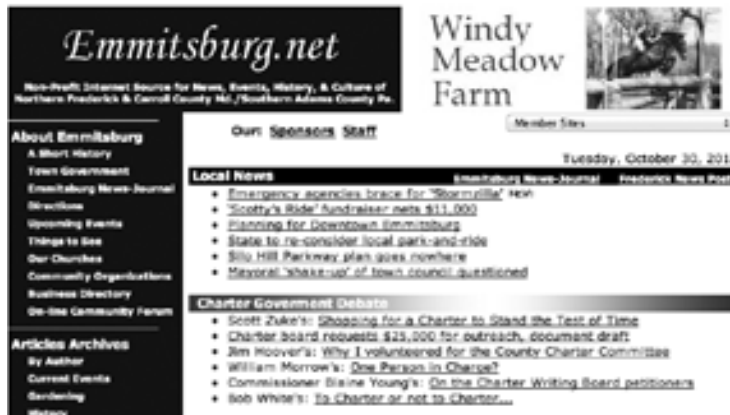 Emmitsburg.net
Non-Profit Internet Source for News, Events, History, & Culture of
Northern Frederick & Carroll County Md./Southern Adams County Pa.
Windy
Meadow
Farm
About Emmitsburg
A Short History
Town Government
Emmitsburg News-Journal
Directions
Upcoming Events
Things to See
Our Churches
Community Organizations
Business Directory
On-line Community Forum
Articles Archives
By Author
Current Events
Gardening
History
Our: Sponsors Staff
Member Sites
Tuesday, October 30, 201
Local News Emmitsburg News-Journal Frederick News Post
• Emergency agencies brace for 'Stormzilla' NEW
• 'Scotty's Ride' fundraiser nets $11,000
• Planning for Downtown Emmitsburg
• State to re-consider local park-and-ride
• Silo Hill Parkway plan goes nowhere
• Mayoral 'shake-up' of town council questioned
Charter Goverment Debate
• Scott Zuke's: Shopping for a Charter to Stand the Test of Time
• Charter board requests $25,000 for outreach, document draft
• Jim Hoover's: Why I volunteered for the County Charter Committee
• William Morrow's: One Person in Charge?
• Commissioner Blaine Young's: On the Charter Writing Board petitioners
• Bob White's: To Charter or not to Charter...